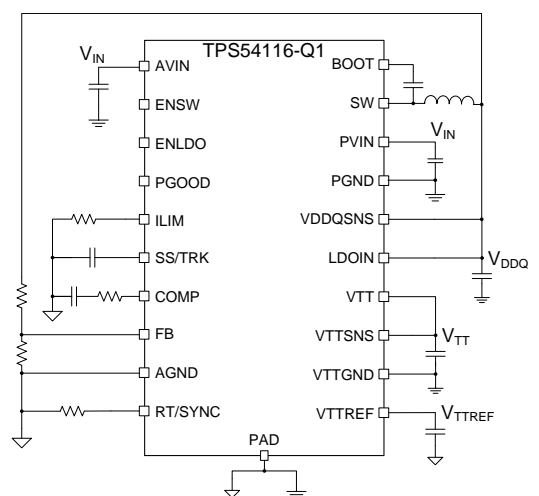 TPS54116-Q1
V_IN
AVIN
ENSW
ENLDO
PGOOD
ILIM
SS/TRK
COMP
FB
AGND
RT/SYNC
PAD
BOOT
SW
PVIN
V_IN
PGND
VDDQSNS
LDOIN
V_DDQ
VTT
VTTSNS
V_TT
VTTGND
VTTREF
V_TTREF